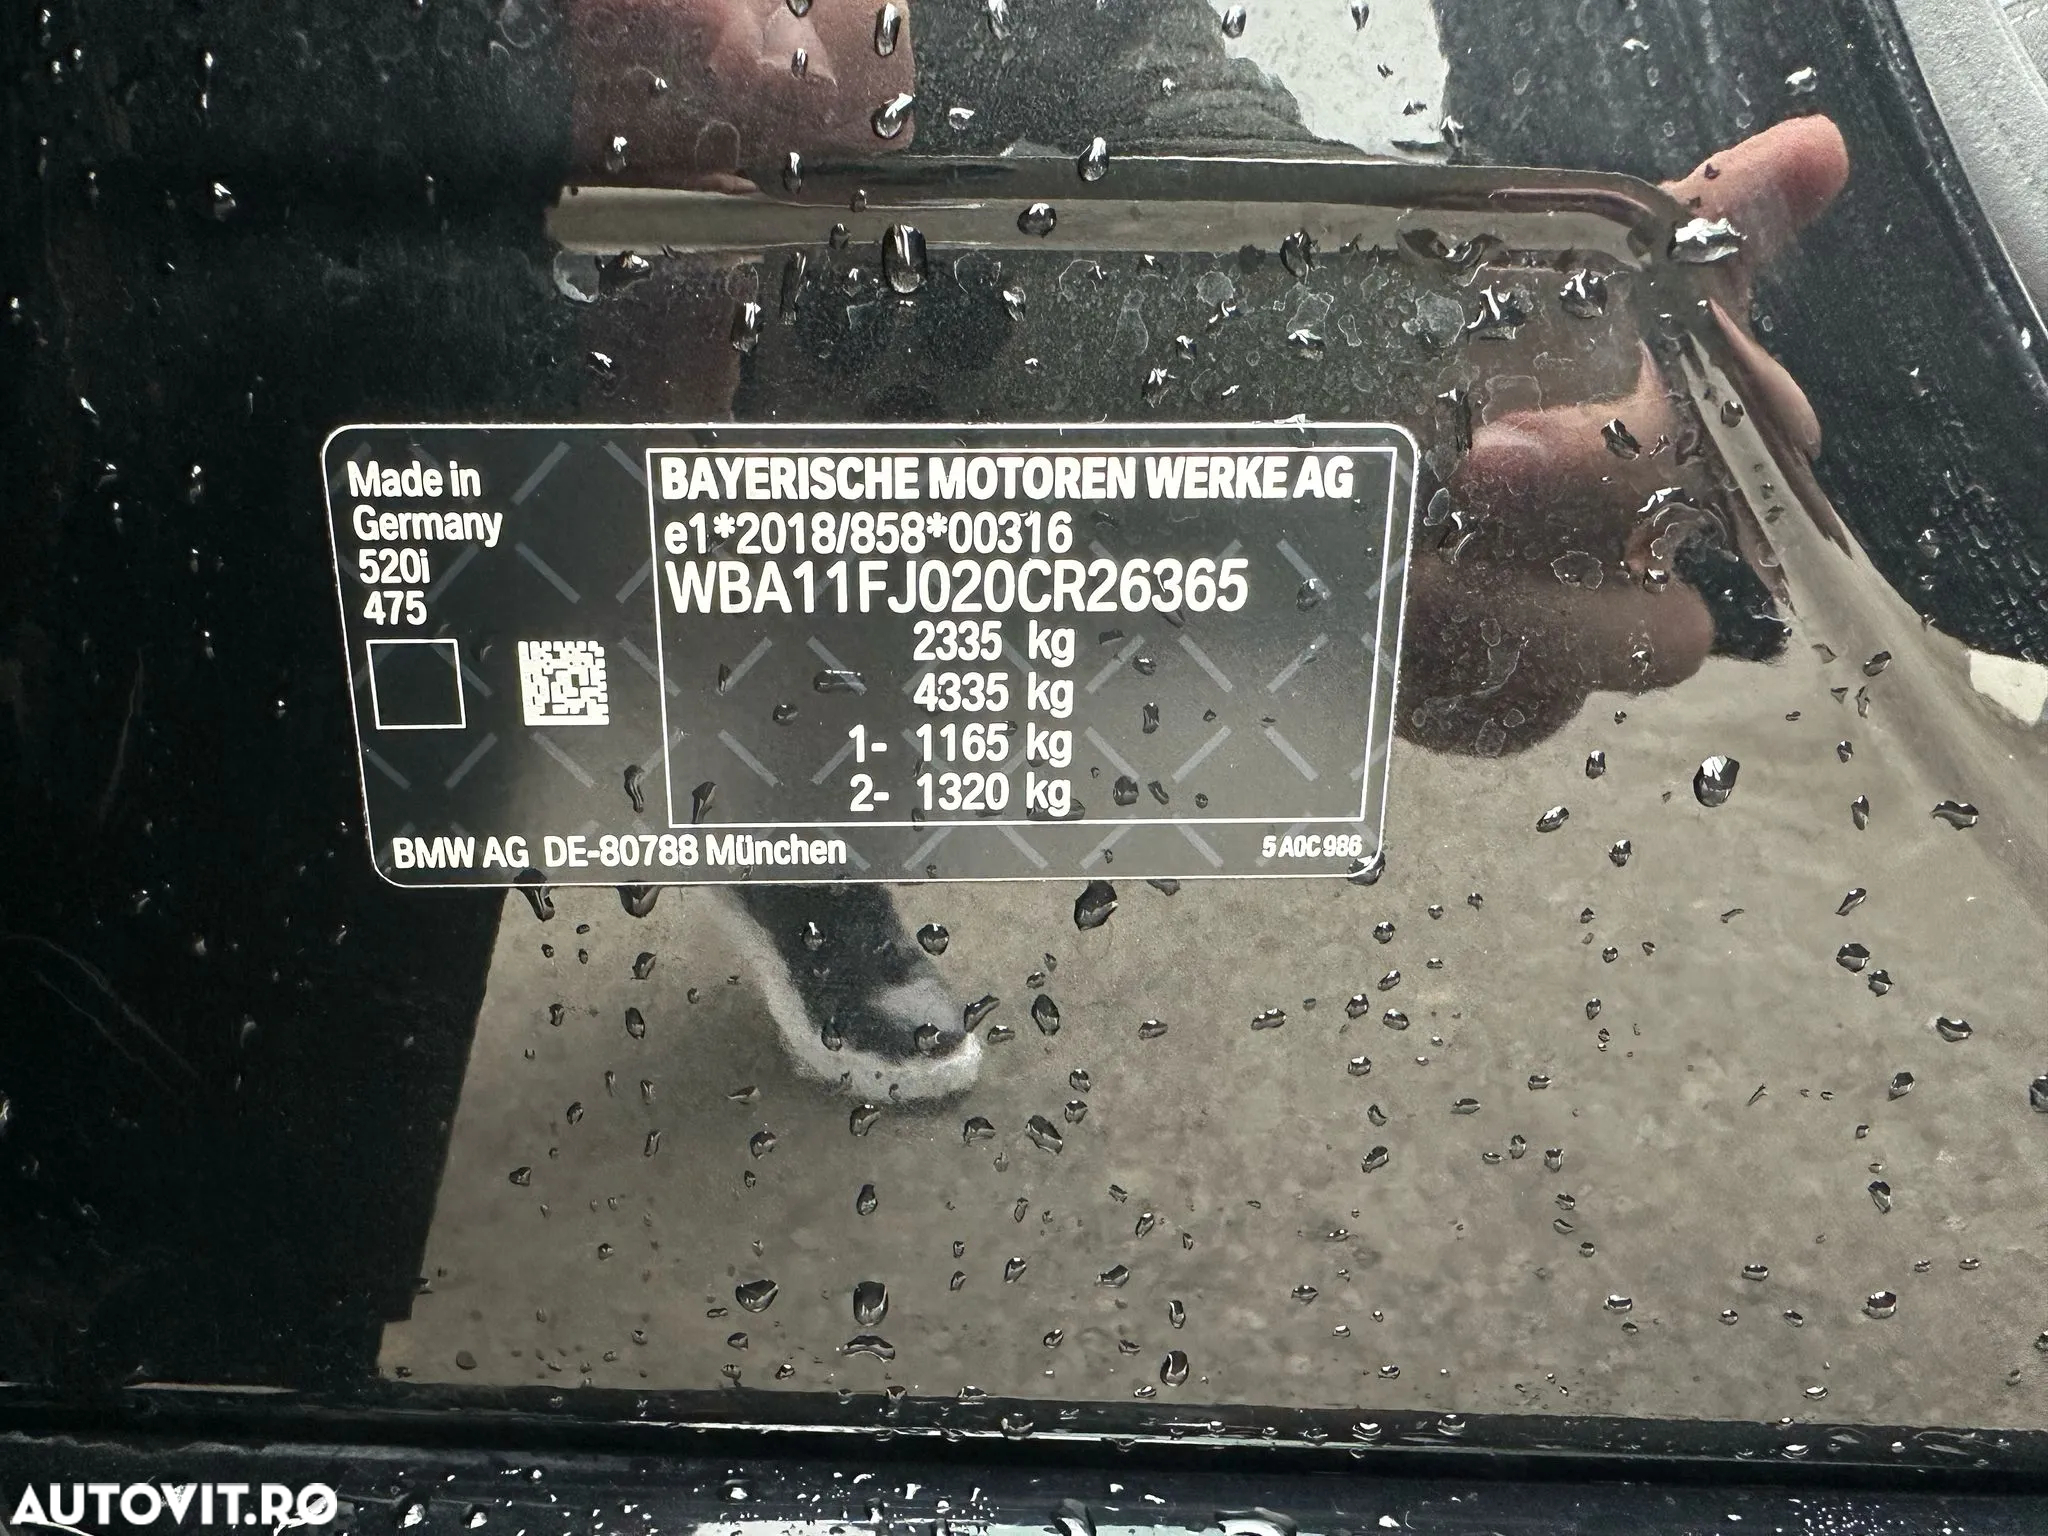 Made in
Germany
520i
475
BAYERISCHE MOTOREN WERKE AG
e1*2018/858*00316
WBA11FJ020CR26365
2335 kg
4335 kg
1- 1165 kg
2- 1320 kg
BMW AG DE-80788 München
5 A0C 986
AUTOVIT.RO